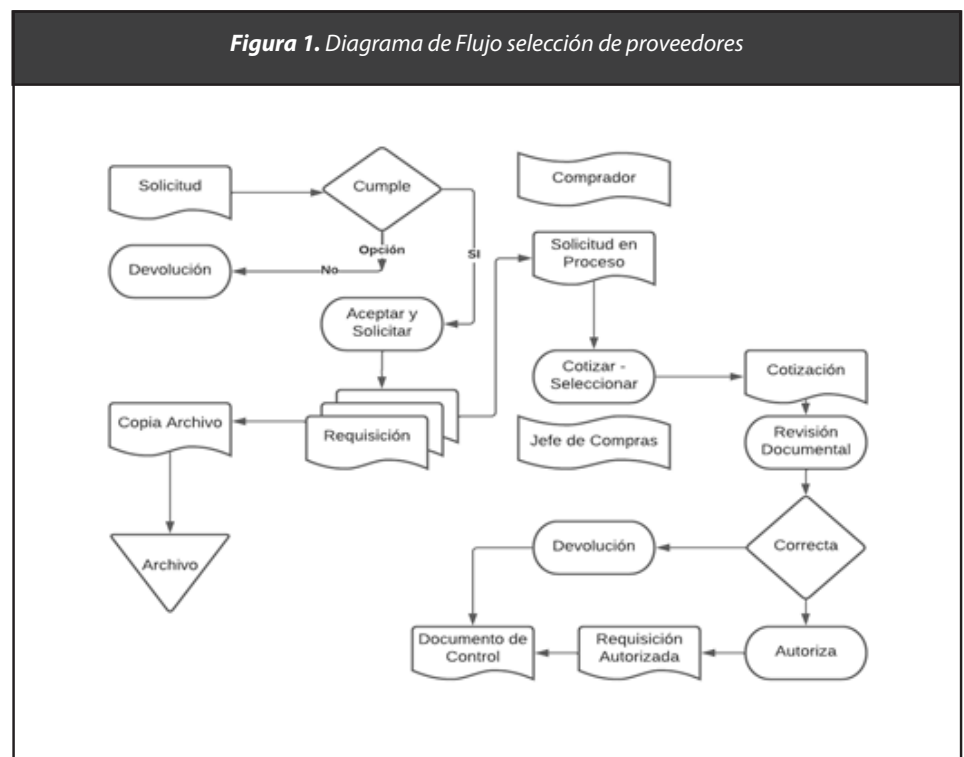 Figura 1. Diagrama de Flujo selección de proveedores
Solicitud
Cumple
Opción
No
SI
Devolución
Aceptar y
Solicitar
Requisición
Copia Archivo
Archivo
Comprador
Solicitud en
Proceso
Cotizar -
Seleccionar
Cotización
Jefe de Compras
Revisión
Documental
Correcta
Devolución
Autoriza
Requisición
Autorizada
Documento de
Control